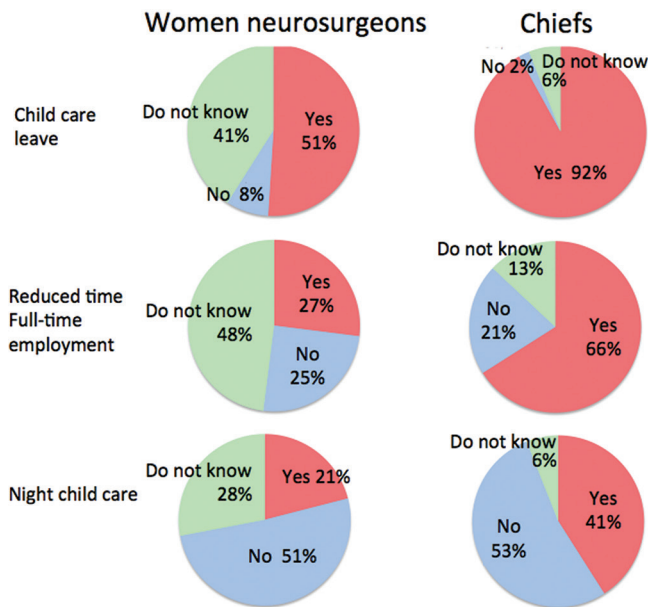 Women neurosurgeons
Chiefs
Child care
leave
Do not know
41%
Yes
51%
No 8%
No 2%
Do not know
6%
Yes 92%
Reduced time
Full-time
employment
Do not know
48%
Yes
27%
No
25%
Do not know
13%
No
21%
Yes
66%
Night child care
Do not know
28%
Yes 21%
No 51%
Do not know
6%
Yes
41%
No
53%